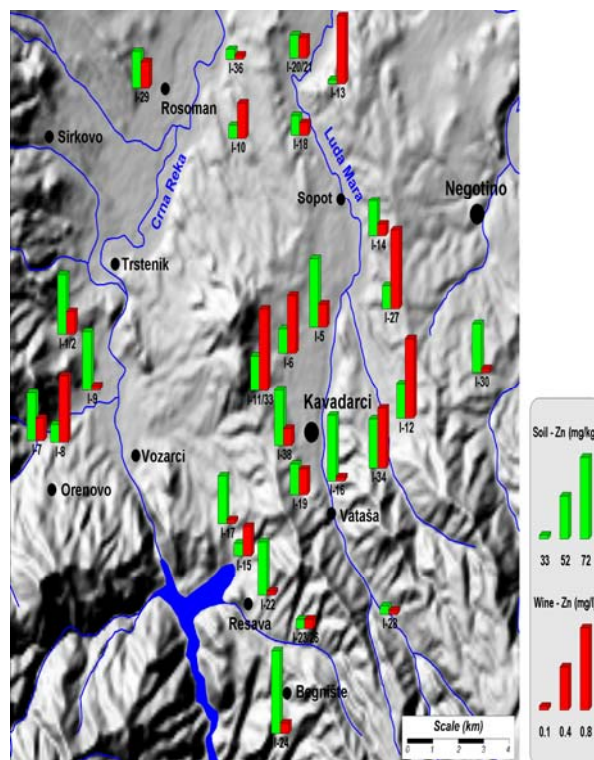 I-36
I-20/21
I-13
I-29
Rosoman
I-10
I-18
Sirkovo
Crna Reka
Luda Mara
Negotino
Sopot
I-14
Trstenik
I-27
I-5
I-1/2
I-6
I-30
I-9
I-11/33
Kavadarci
I-12
I-7
I-8
I-38
I-34
Vozarci
I-16
I-19
Orenovo
Vataša
I-17
I-15
I-22
Resava
I-28
I-23/26
Begnište
I-24
Scale (km)
0 1 2 3 4
Soil - Zn (mg/kg
33 52 72
Wine - Zn (mg/l
0.1 0.4 0.8